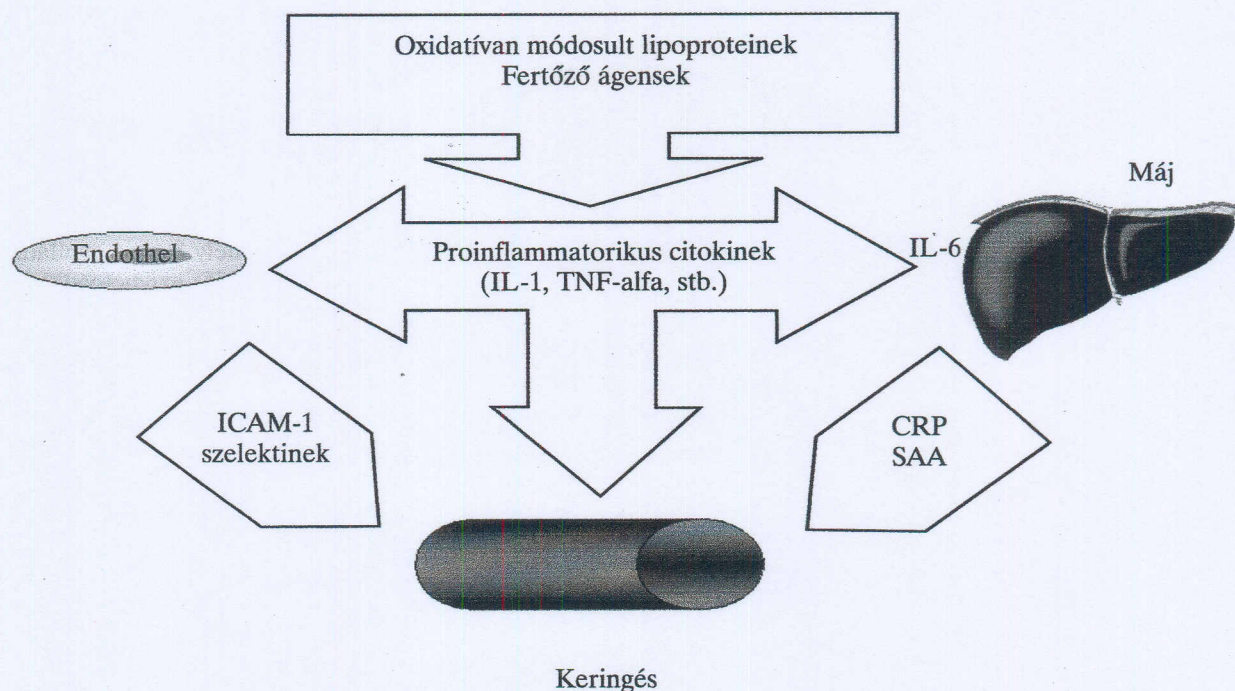 Oxidatívan módosult lipoproteinek
Fertőző ágensek
Máj
Endothel
Proinflammatorikus citokinek
(IL-1, TNF-alfa, stb.)
IL-6
ICAM-1
szelektinek
CRP
SAA
Keringés